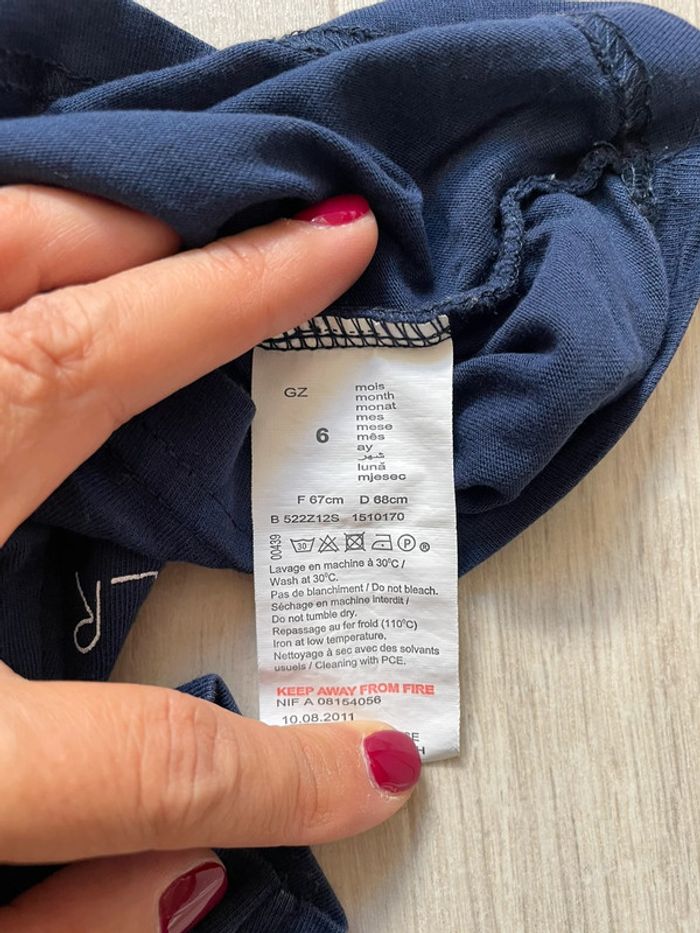 GZ
6
mois
month
monat
mes
mese
mês
ay
شهر
lună
mjesec
F 67cm D 68cm
B 522Z12S 1510170
00439
30
P ®
Lavage en machine à 30°C /
Wash at 30°C.
Pas de blanchiment / Do not bleach.
Séchage en machine interdit /
Do not tumble dry.
Repassage au fer froid (110°C)
Iron at low temperature.
Nettoyage à sec avec des solvants
usuels / Cleaning with PCE.
KEEP AWAY FROM FIRE
NIF A 08154056
10.08.2011